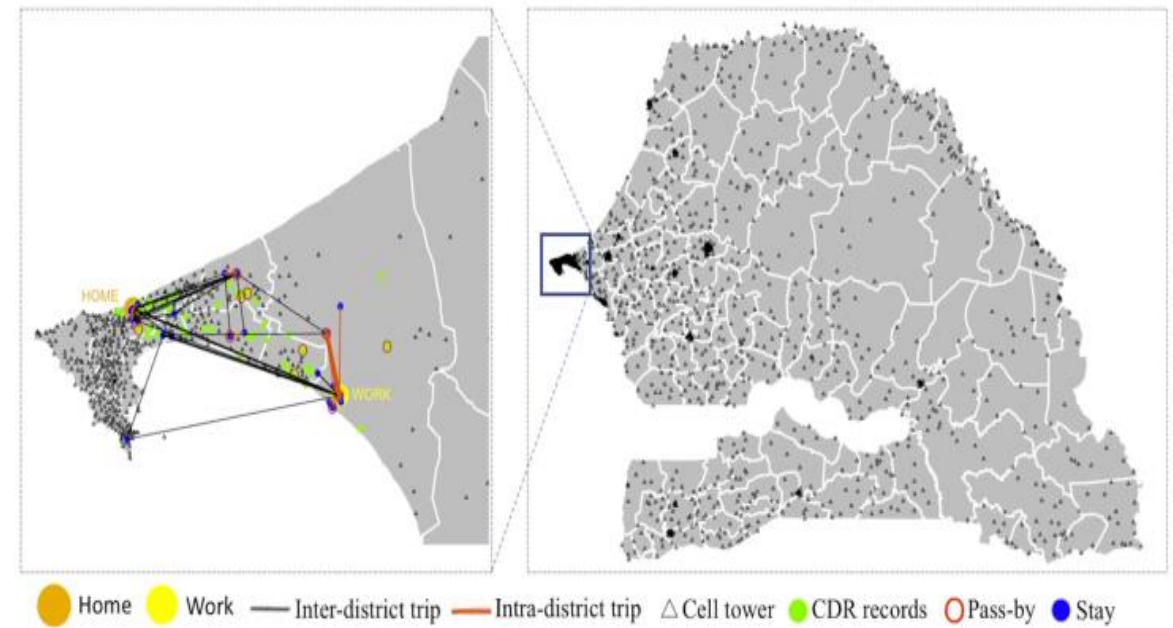 HOME
WORK
Home Work Inter-district trip Intra-district trip Cell tower CDR records Pass-by Stay